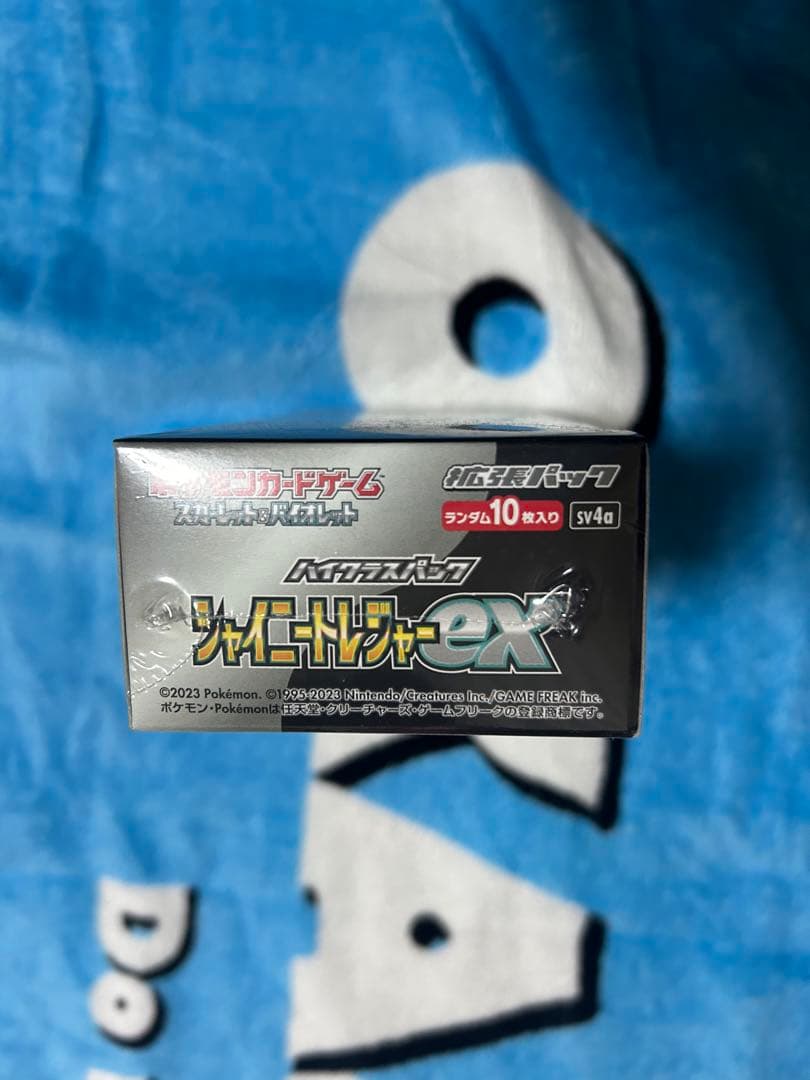 ポケモンカードゲーム
スカーレット&バイオレット
拡張パック
ランダム10枚入り sv4a
ハイクラスパック
シャイニートレジャーex
©2023 Pokémon. ©1995-2023 Nintendo/Creatures Inc./GAME FREAK inc.
ポケモン・Pokémonは任天堂・クリーチャーズ・ゲームフリークの登録商標です。
Do